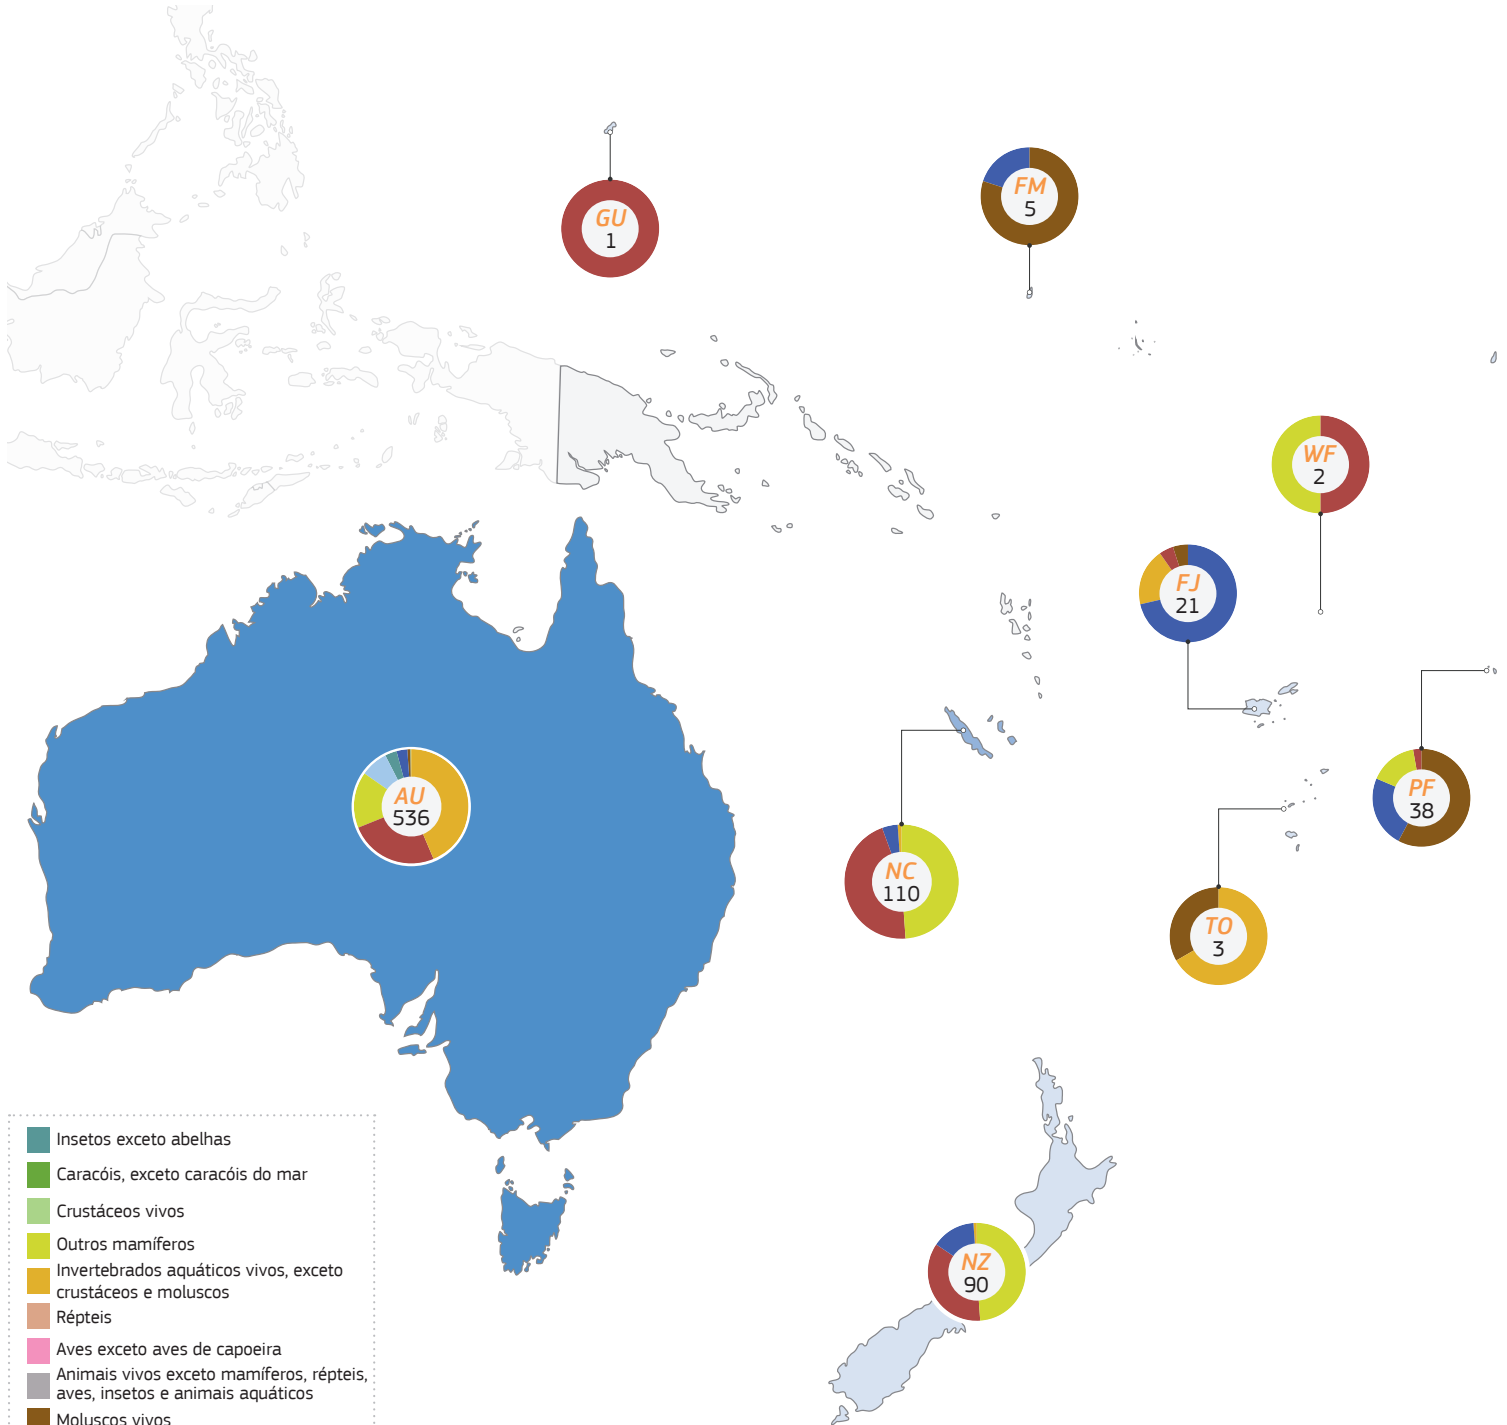 GU
1
FM
5
WF
2
FJ
21
PF
38
AU
536
NC
110
TO
3
NZ
90
Insetos exceto abelhas
Caracóis, exceto caracóis do mar
Crustáceos vivos
Outros mamíferos
Invertebrados aquáticos vivos, exceto
crustáceos e moluscos
Répteis
Aves exceto aves de capoeira
Animais vivos exceto mamíferos, répteis,
aves, insetos e animais aquáticos
Moluscos vivos